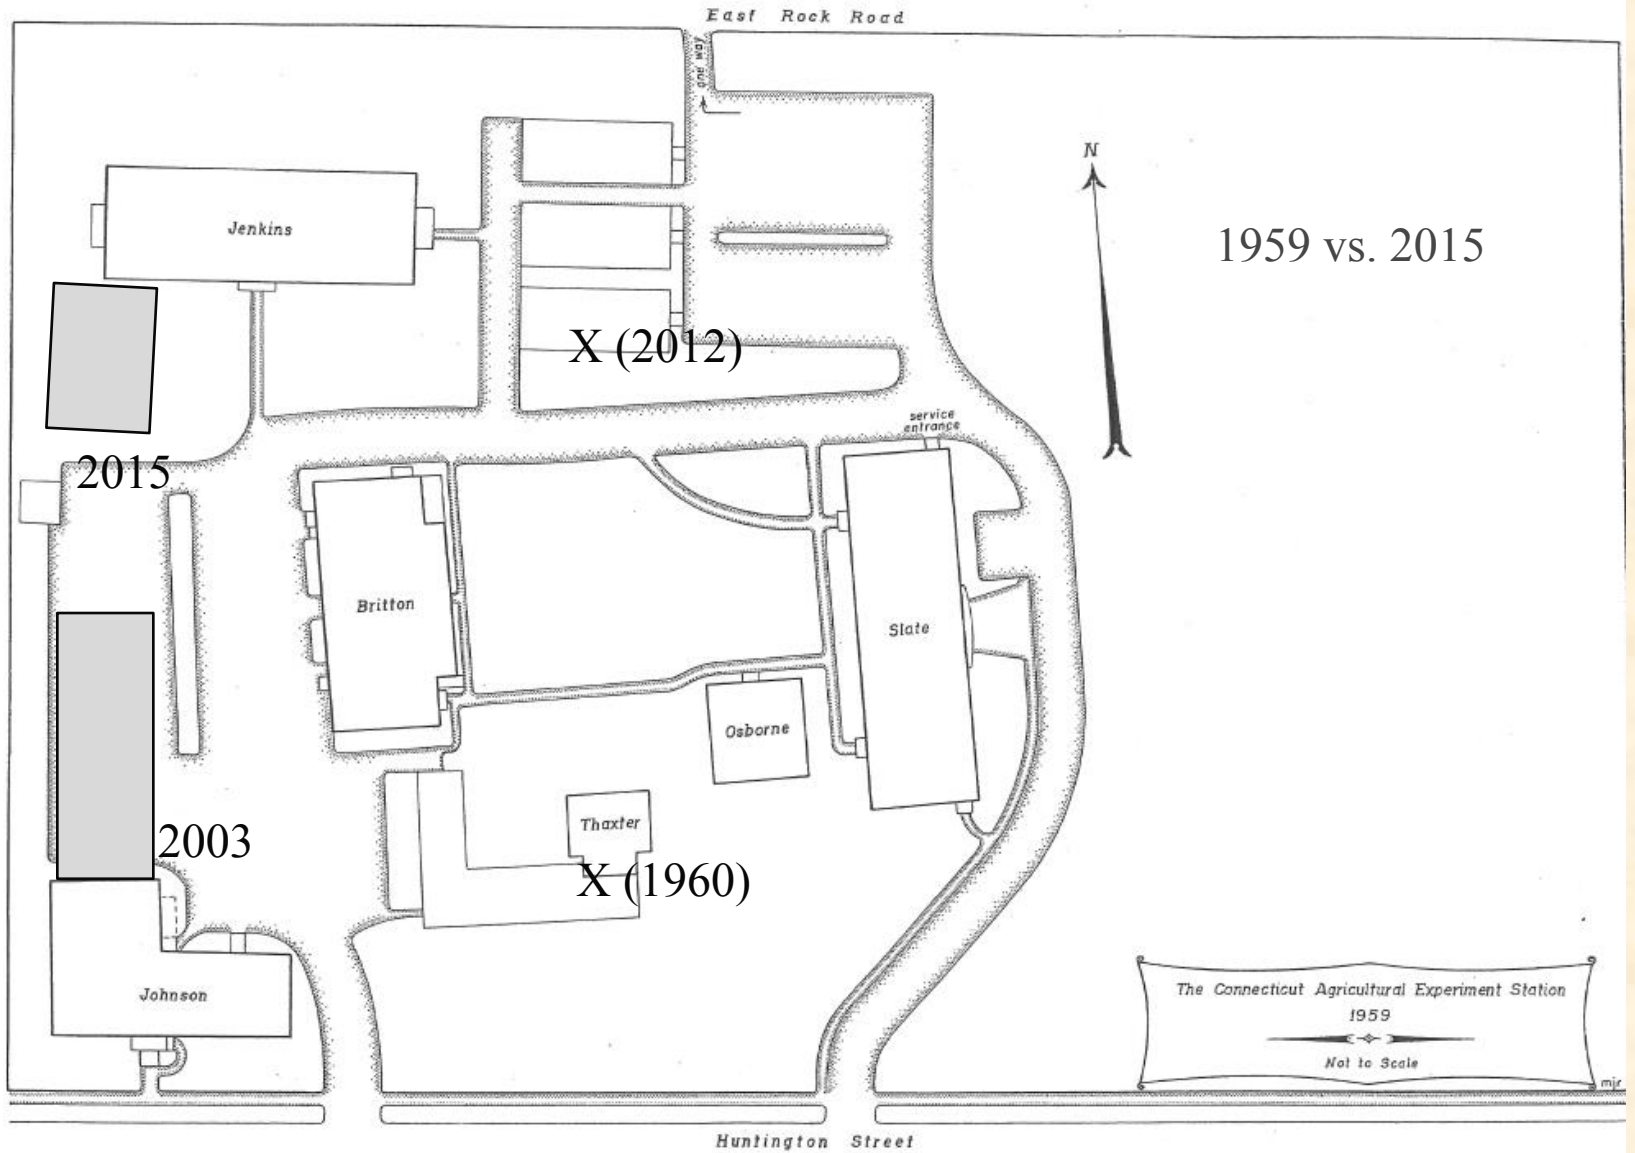 East Rock Road
one way
N
Jenkins
1959 vs. 2015
X (2012)
service
entrance
2015
Britton
Slate
Osborne
Thaxter
2003
X (1960)
Johnson
The Connecticut Agricultural Experiment Station
1959
Not to Scale
mjr
Huntington Street